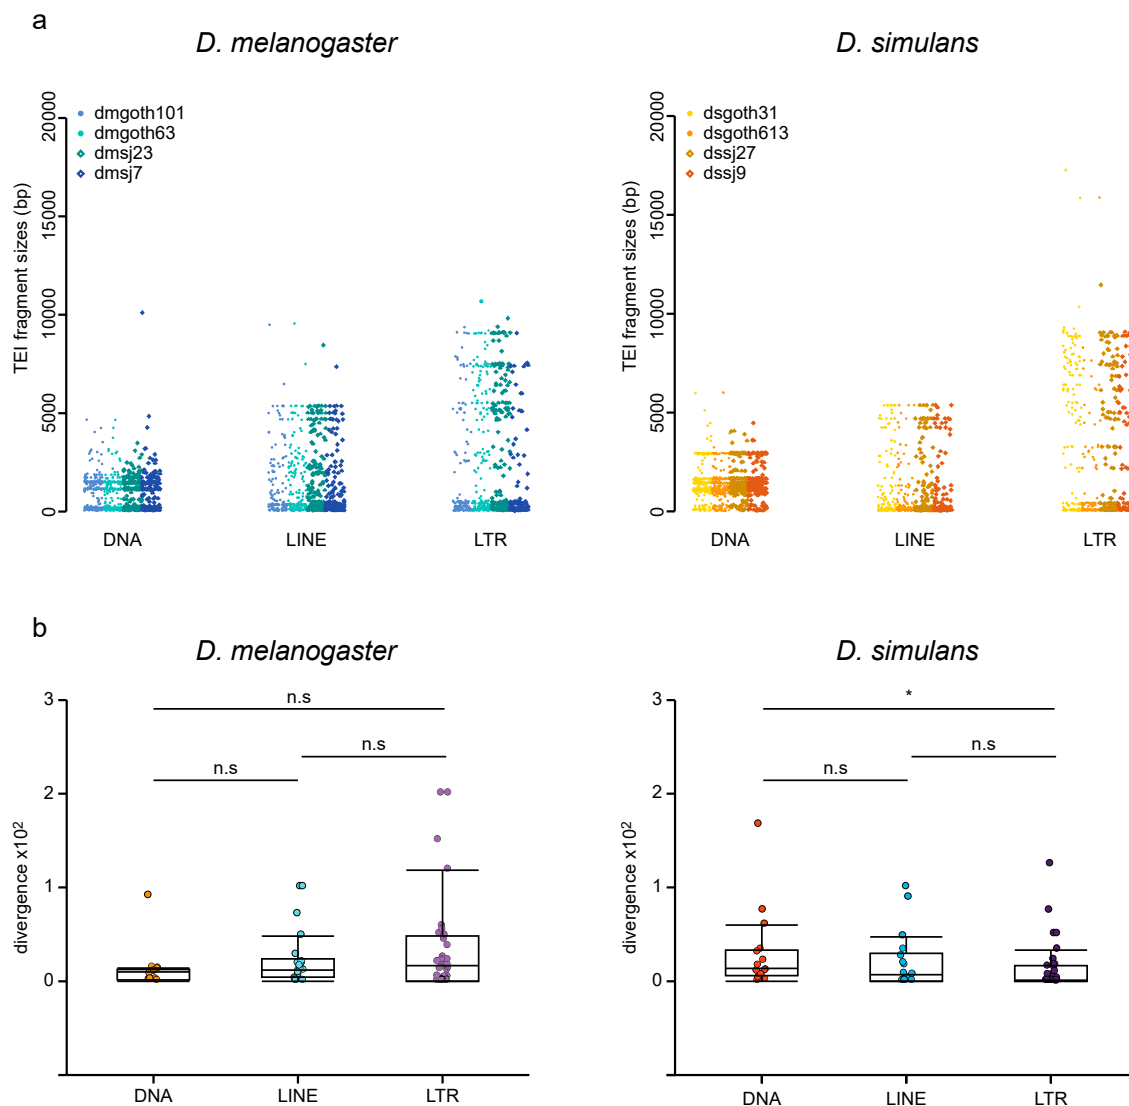 a
D. melanogaster
D. simulans
TEI fragment sizes (bp)
20000
15000
10000
5000
0
dmgoth101
dmgoth63
dmsj23
dmsj7
DNA
LINE
LTR
TEI fragment sizes (bp)
20000
15000
10000
5000
0
dsgoth31
dsgoth613
dssj27
dssj9
DNA
LINE
LTR
b
D. melanogaster
D. simulans
divergence x10²
3
2
1
0
n.s
n.s
n.s
DNA
LINE
LTR
divergence x10²
3
2
1
0
*
n.s
n.s
DNA
LINE
LTR